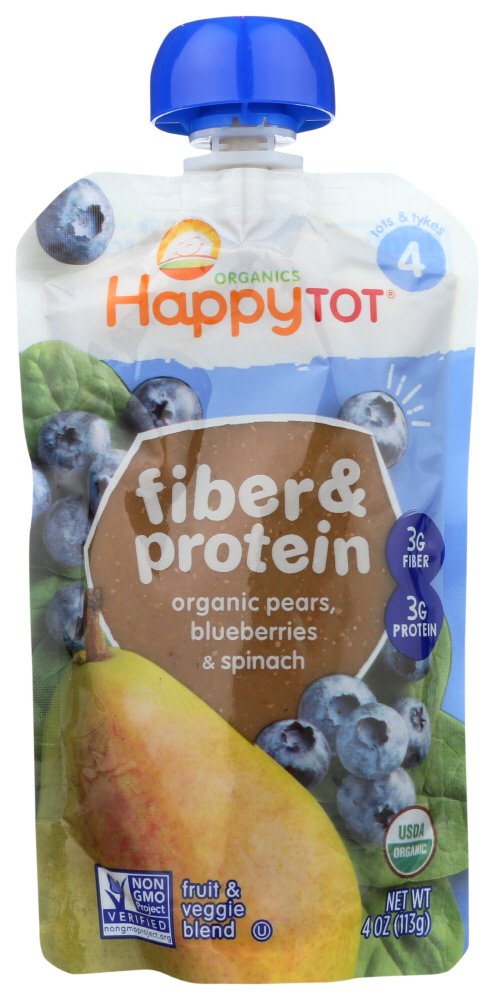 tots & tykes
4
ORGANICS
HappyTOT®
fiber &
protein
organic pears,
blueberries
& spinach
3G
FIBER
3G
PROTEIN
USDA
ORGANIC
NON
GMO
Project
VERIFIED
nongmoproject.org
fruit &
veggie
blend
U
NET WT
4 OZ (113g)